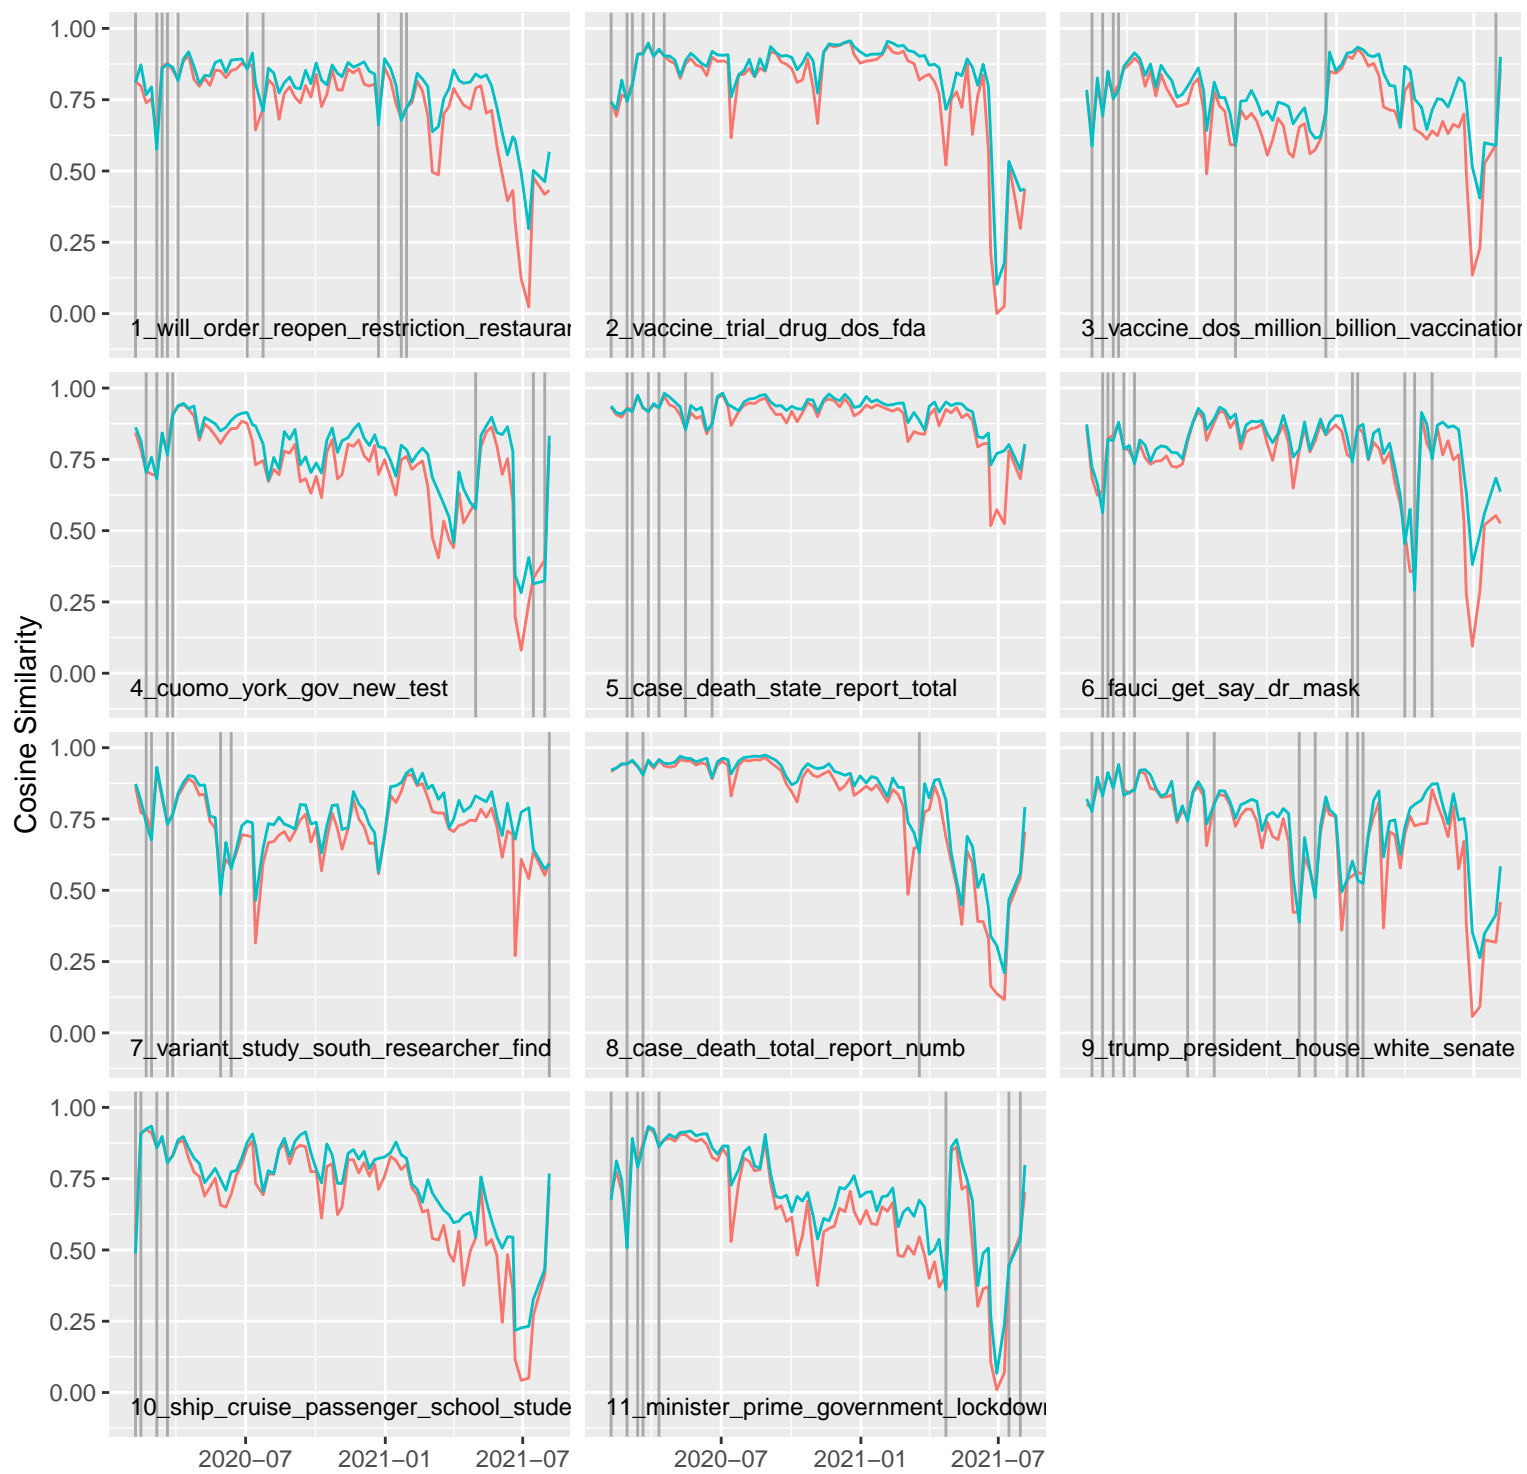 1.00
0.75
0.50
0.25
0.00
1_will_order_reopen_restriction_restaurar
2_vaccine_trial_drug_dos_fda
3_vaccine_dos_million_billion_vaccination
1.00
0.75
0.50
0.25
0.00
4_cuomo_york_gov_new_test
5_case_death_state_report_total
6_fauci_get_say_dr_mask
Cosine Similarity
1.00
0.75
0.50
0.25
0.00
7_variant_study_south_researcher_find
8_case_death_total_report_numb
9_trump_president_house_white_senate
1.00
0.75
0.50
0.25
0.00
10_ship_cruise_passenger_school_stude
11_minister_prime_government_lockdown
2020−07 2021−01 2021−07
2020−07 2021−01 2021−07